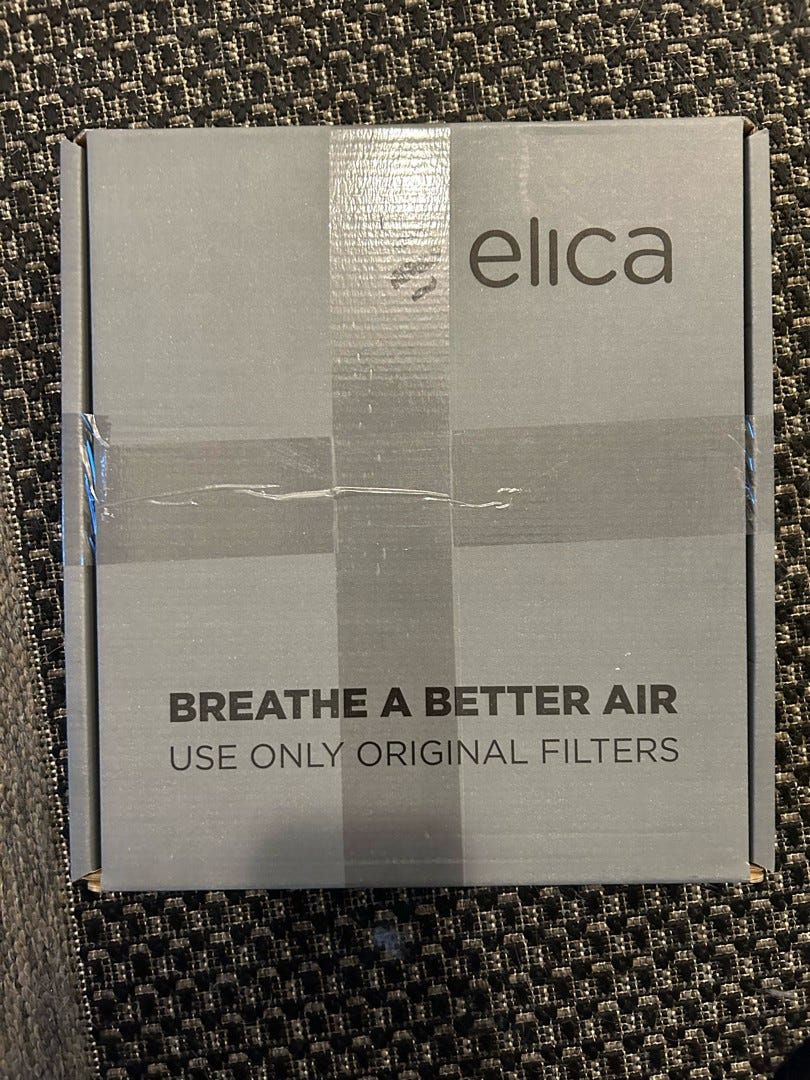 elica
BREATHE A BETTER AIR
USE ONLY ORIGINAL FILTERS